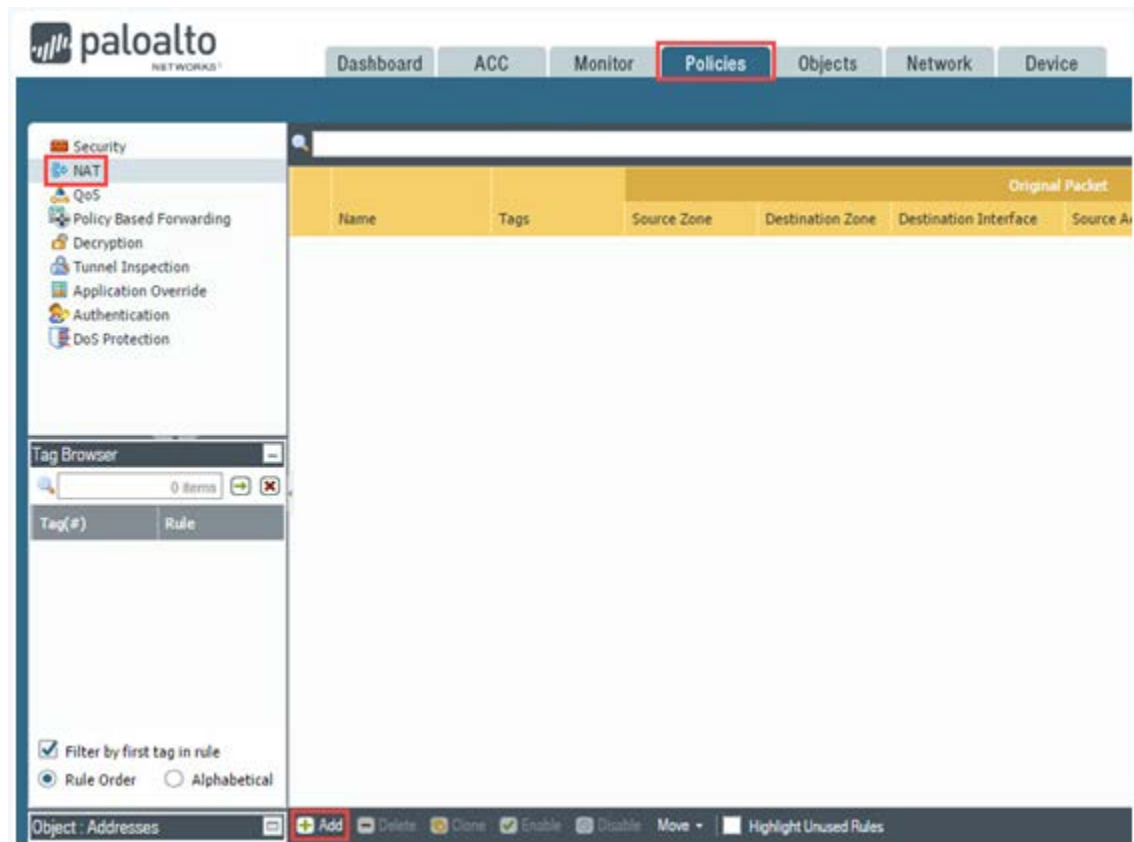 paloalto
NETWORKS
Dashboard ACC Monitor Policies Objects Network Device
Security
NAT
QoS
Policy Based Forwarding
Decryption
Tunnel Inspection
Application Override
Authentication
DoS Protection
Original Packet
Name Tags Source Zone Destination Zone Destination Interface Source A
Tag Browser
0 items
Tag(#) Rule
Filter by first tag in rule
Rule Order Alphabetical
Object : Addresses
Add Delete Clone Enable Disable Move Highlight Unused Rules